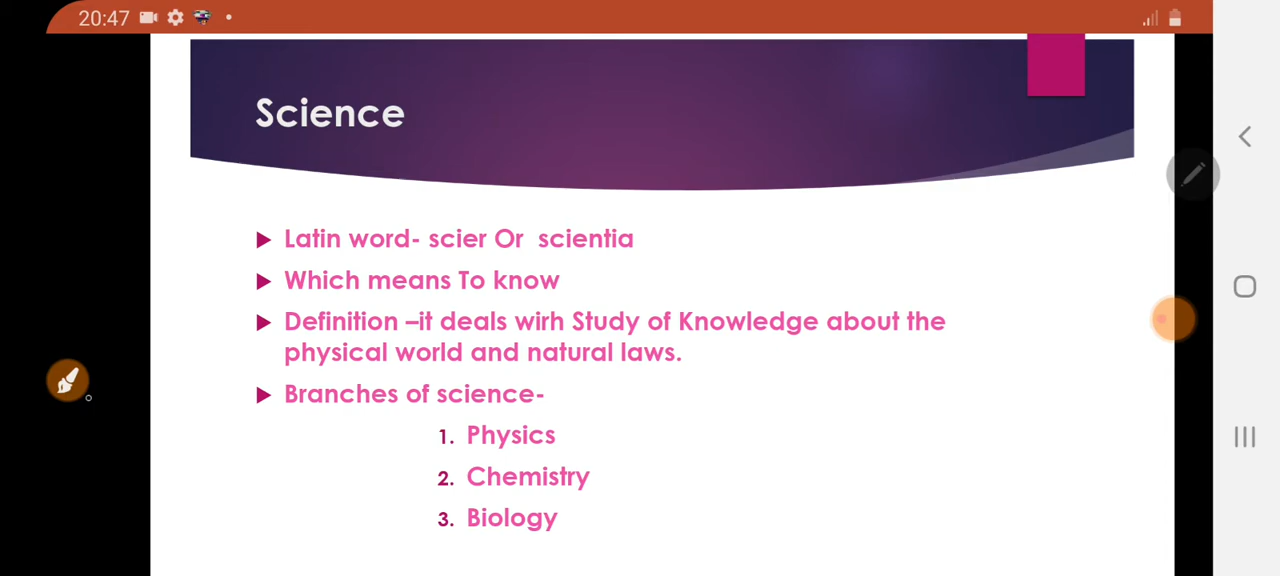 20:47
Science
Latin word- scier Or scientia
Which means To know
Definition –it deals wirh Study of Knowledge about the
physical world and natural laws.
Branches of science-
1. Physics
2. Chemistry
3. Biology